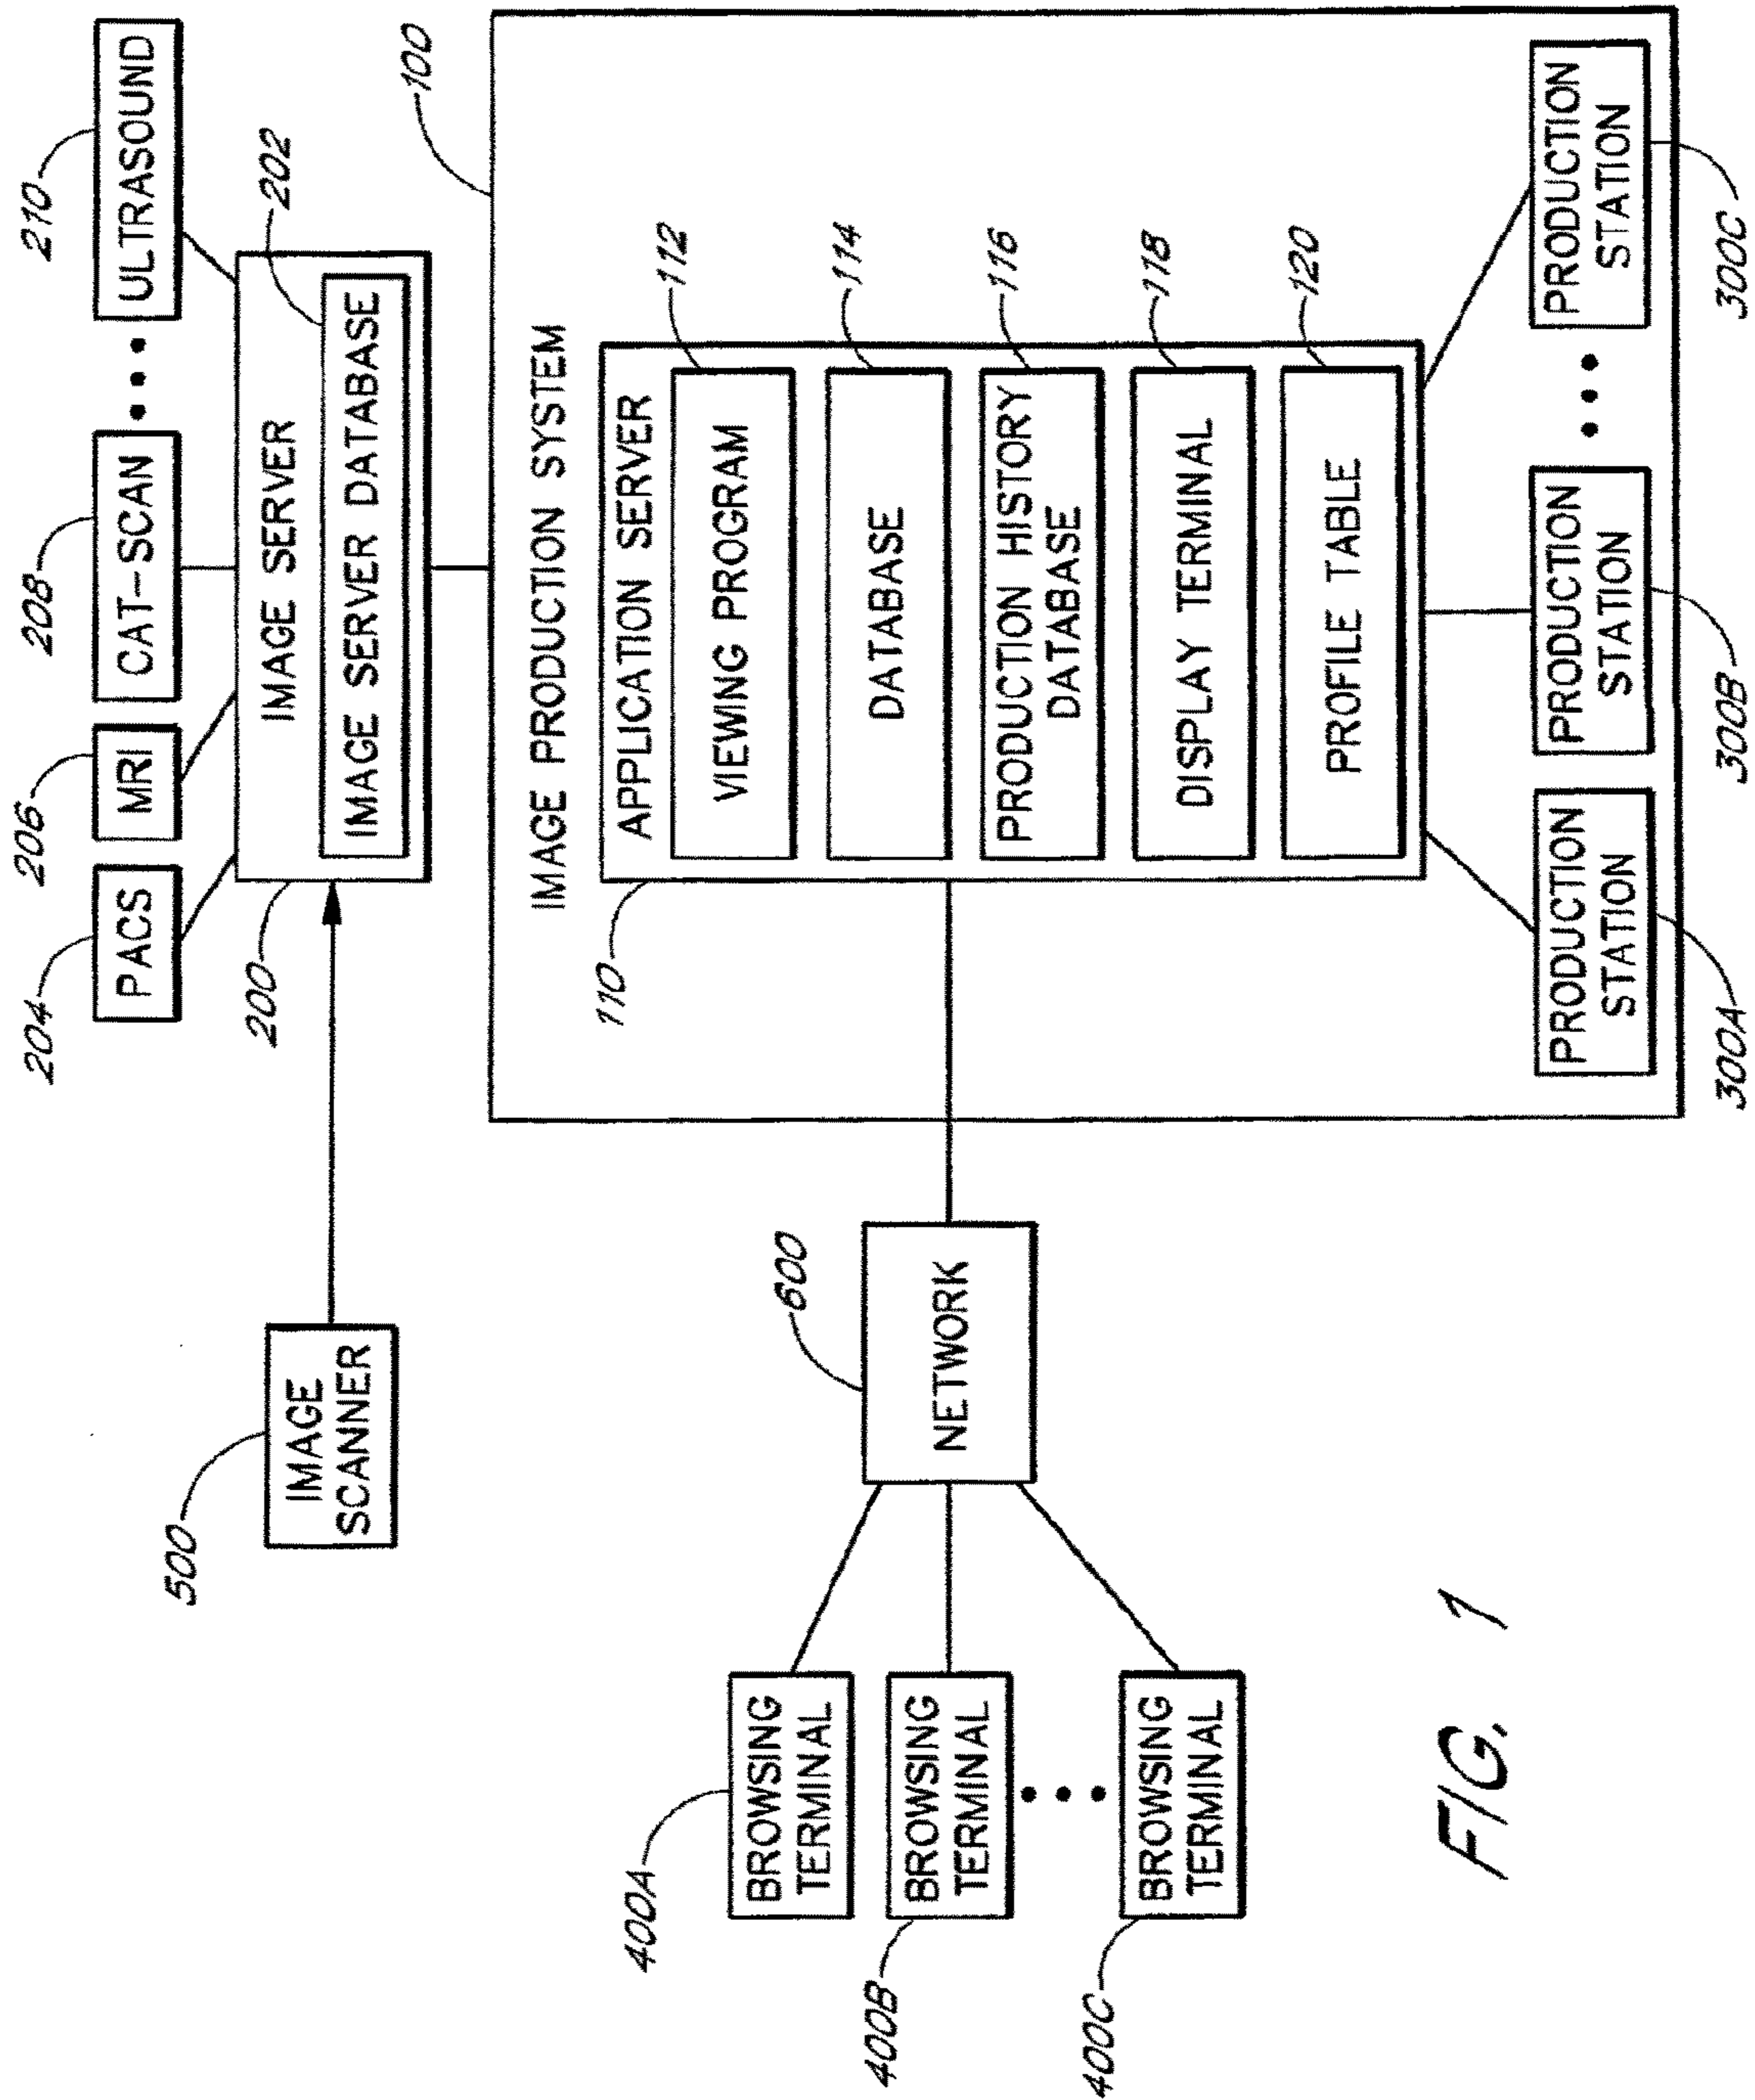 204
PACS
206
MRI
208
CAT-SCAN
210
ULTRASOUND
200
IMAGE SERVER
202
IMAGE SERVER DATABASE
500
IMAGE
SCANNER
100
IMAGE PRODUCTION SYSTEM
110
APPLICATION SERVER
VIEWING PROGRAM
112
DATABASE
114
PRODUCTION HISTORY
DATABASE
116
DISPLAY TERMINAL
118
PROFILE TABLE
120
600
NETWORK
400A
BROWSING
TERMINAL
400B
BROWSING
TERMINAL
400C
BROWSING
TERMINAL
PRODUCTION
STATION
300A
PRODUCTION
STATION
300B
PRODUCTION
STATION
300C
FIG. 1